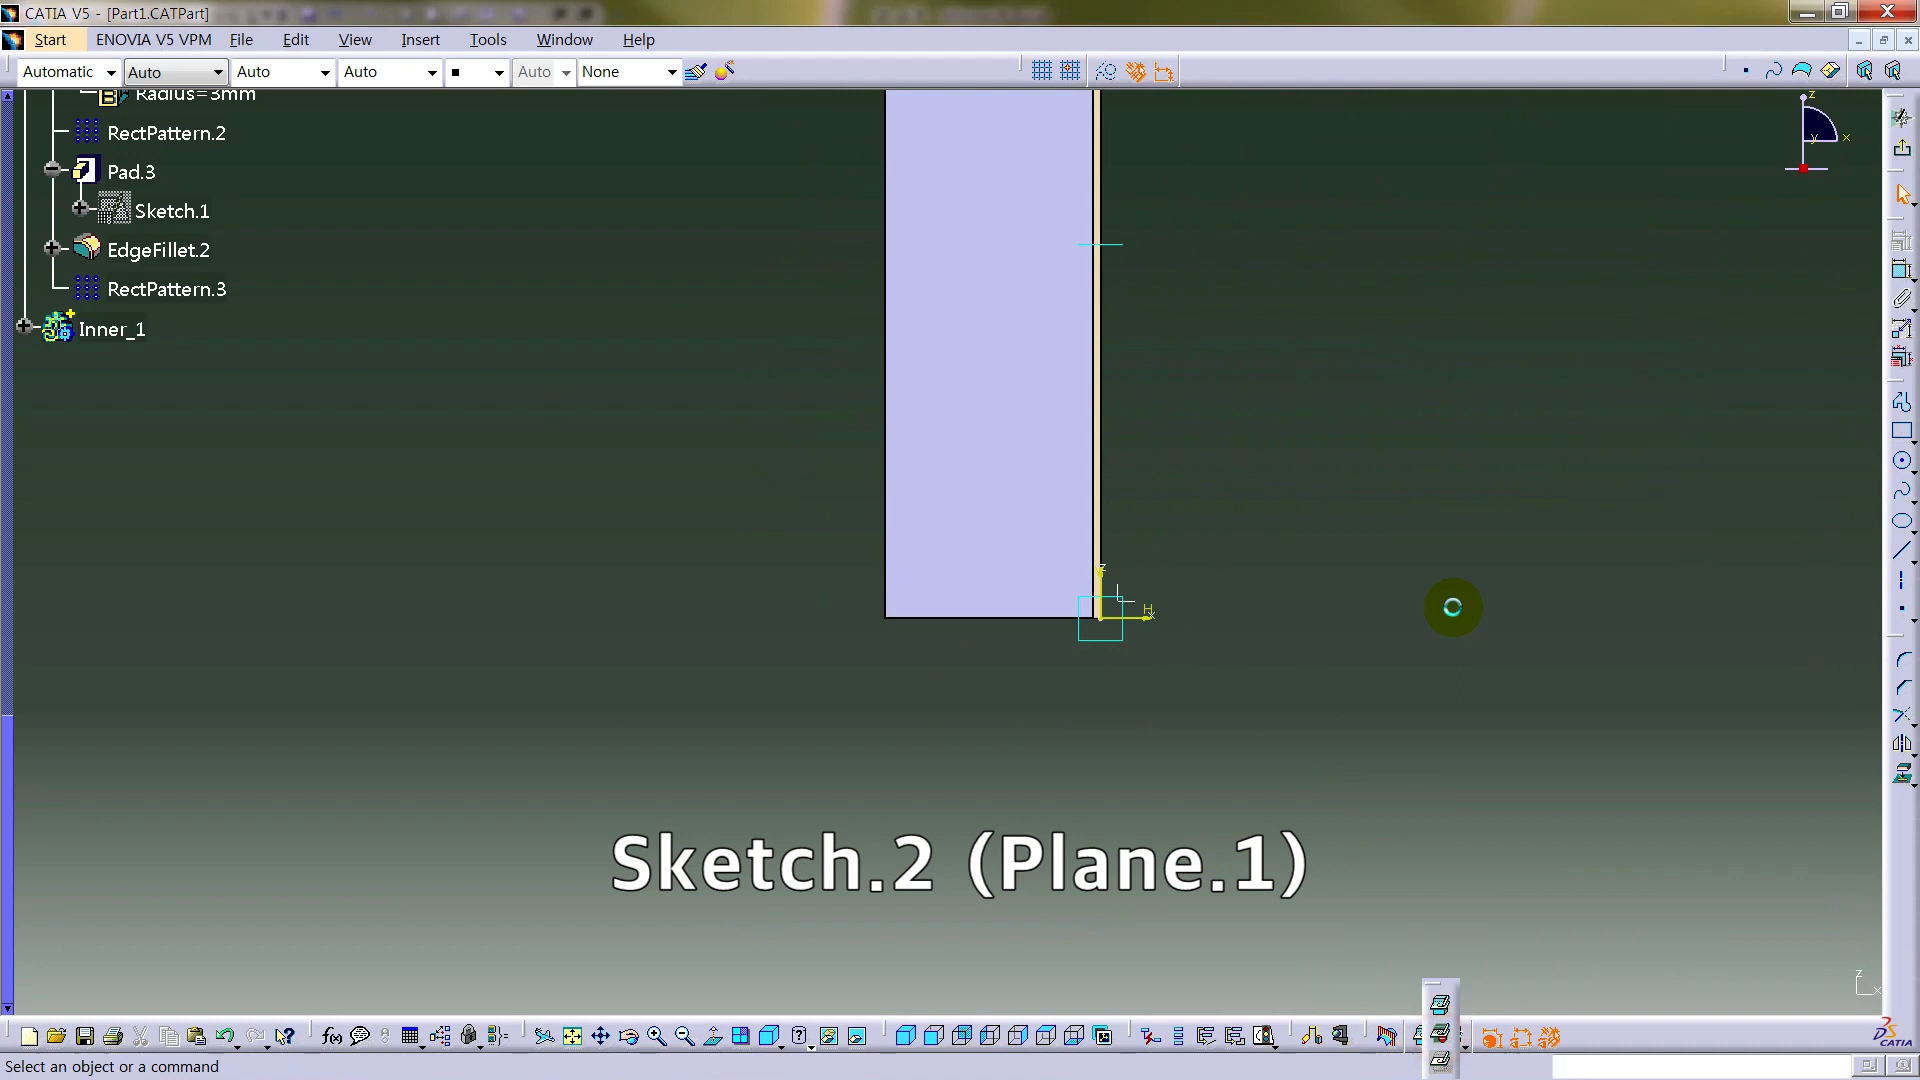 CATIA V5 - [Part1.CATPart]
Start ENOVIA V5 VPM File Edit View Insert Tools Window Help
Automatic Auto Auto Auto Auto None
Radius=3mm
RectPattern.2
Pad.3
Sketch.1
EdgeFillet.2
RectPattern.3
Inner_1
z
y
x
z
H
x
Sketch.2 (Plane.1)
z
x
f(x)
CATIA
Select an object or a command